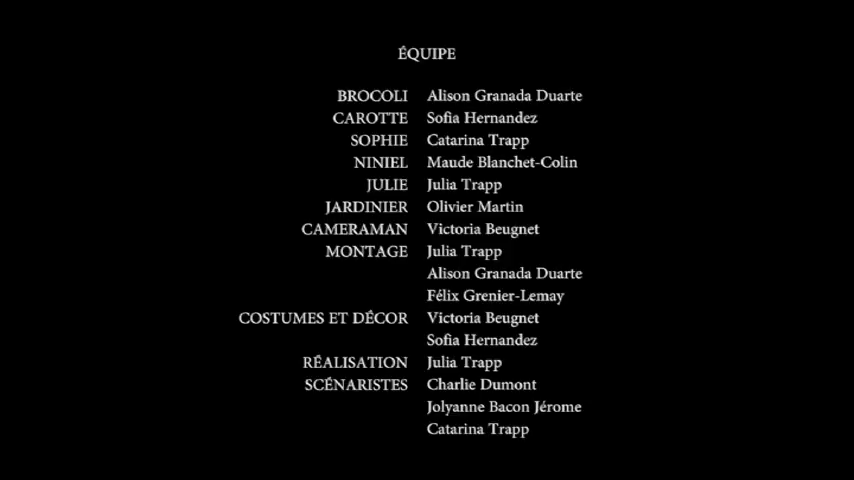 ÉQUIPE
BROCOLI Alison Granada Duarte
CAROTTE Sofia Hernandez
SOPHIE Catarina Trapp
NINIEL Maude Blanchet-Colin
JULIE Julia Trapp
JARDINIER Olivier Martin
CAMERAMAN Victoria Beugnet
MONTAGE Julia Trapp
Alison Granada Duarte
Félix Grenier-Lemay
COSTUMES ET DÉCOR Victoria Beugnet
Sofia Hernandez
RÉALISATION Julia Trapp
SCÉNARISTES Charlie Dumont
Jolyanne Bacon Jérome
Catarina Trapp